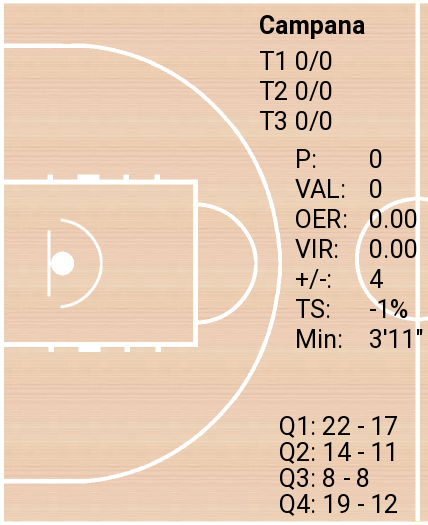 Campana
T1 0/0
T2 0/0
T3 0/0
P: 0
VAL: 0
OER: 0.00
VIR: 0.00
+/-: 4
TS: -1%
Min: 3'11"
Q1: 22 - 17
Q2: 14 - 11
Q3: 8 - 8
Q4: 19 - 12